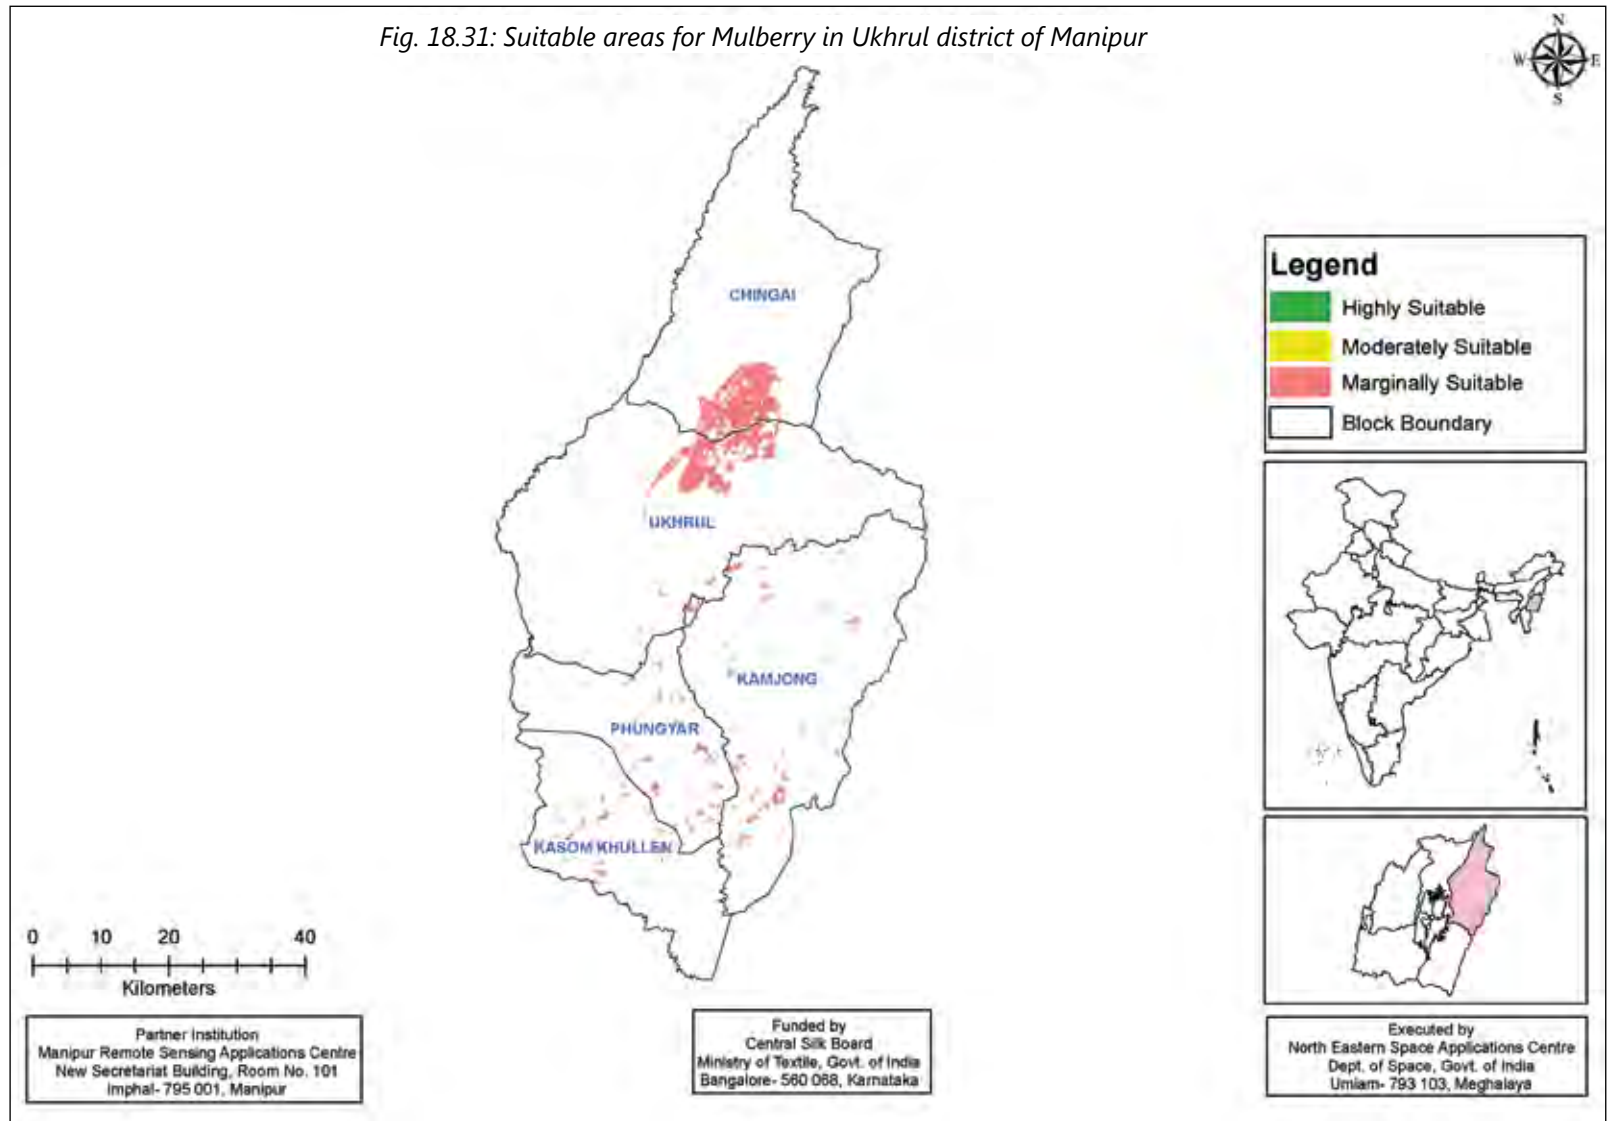 Fig. 18.31: Suitable areas for Mulberry in Ukhrul district of Manipur
N
W
E
S
CHINGAI
UKHRUL
KAMJONG
PHUNGYAR
KASOM KHULLEN
Legend
Highly Suitable
Moderately Suitable
Marginally Suitable
Block Boundary
0 10 20 40
Kilometers
Partner Institution
Manipur Remote Sensing Applications Centre
New Secretariat Building, Room No. 101
Imphal- 795 001, Manipur
Funded by
Central Silk Board
Ministry of Textile, Govt. of India
Bangalore- 560 068, Karnataka
Executed by
North Eastern Space Applications Centre
Dept. of Space, Govt. of India
Umiam- 793 103, Meghalaya